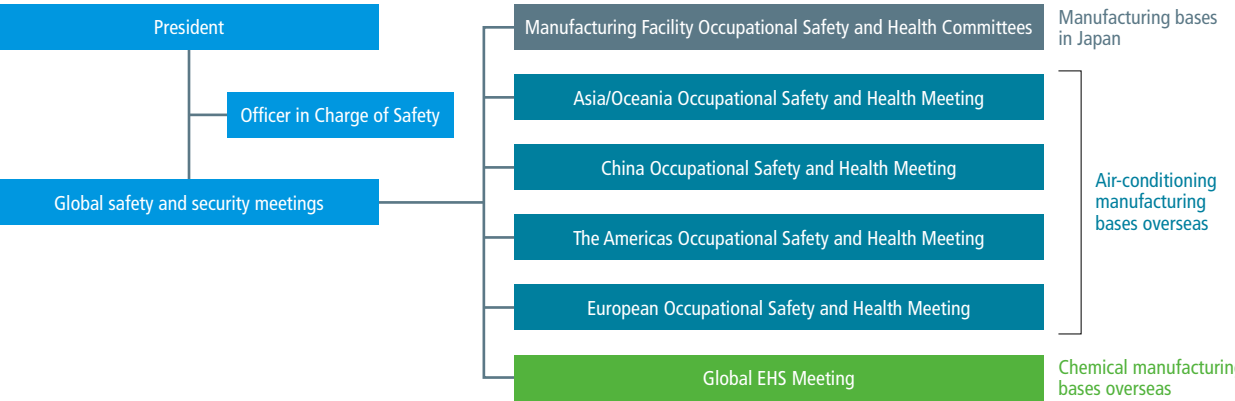 President
Officer in Charge of Safety
Global safety and security meetings
Manufacturing Facility Occupational Safety and Health Committees
Manufacturing bases
in Japan
Asia/Oceania Occupational Safety and Health Meeting
China Occupational Safety and Health Meeting
The Americas Occupational Safety and Health Meeting
European Occupational Safety and Health Meeting
Air-conditioning
manufacturing
bases overseas
Global EHS Meeting
Chemical manufacturin
bases overseas